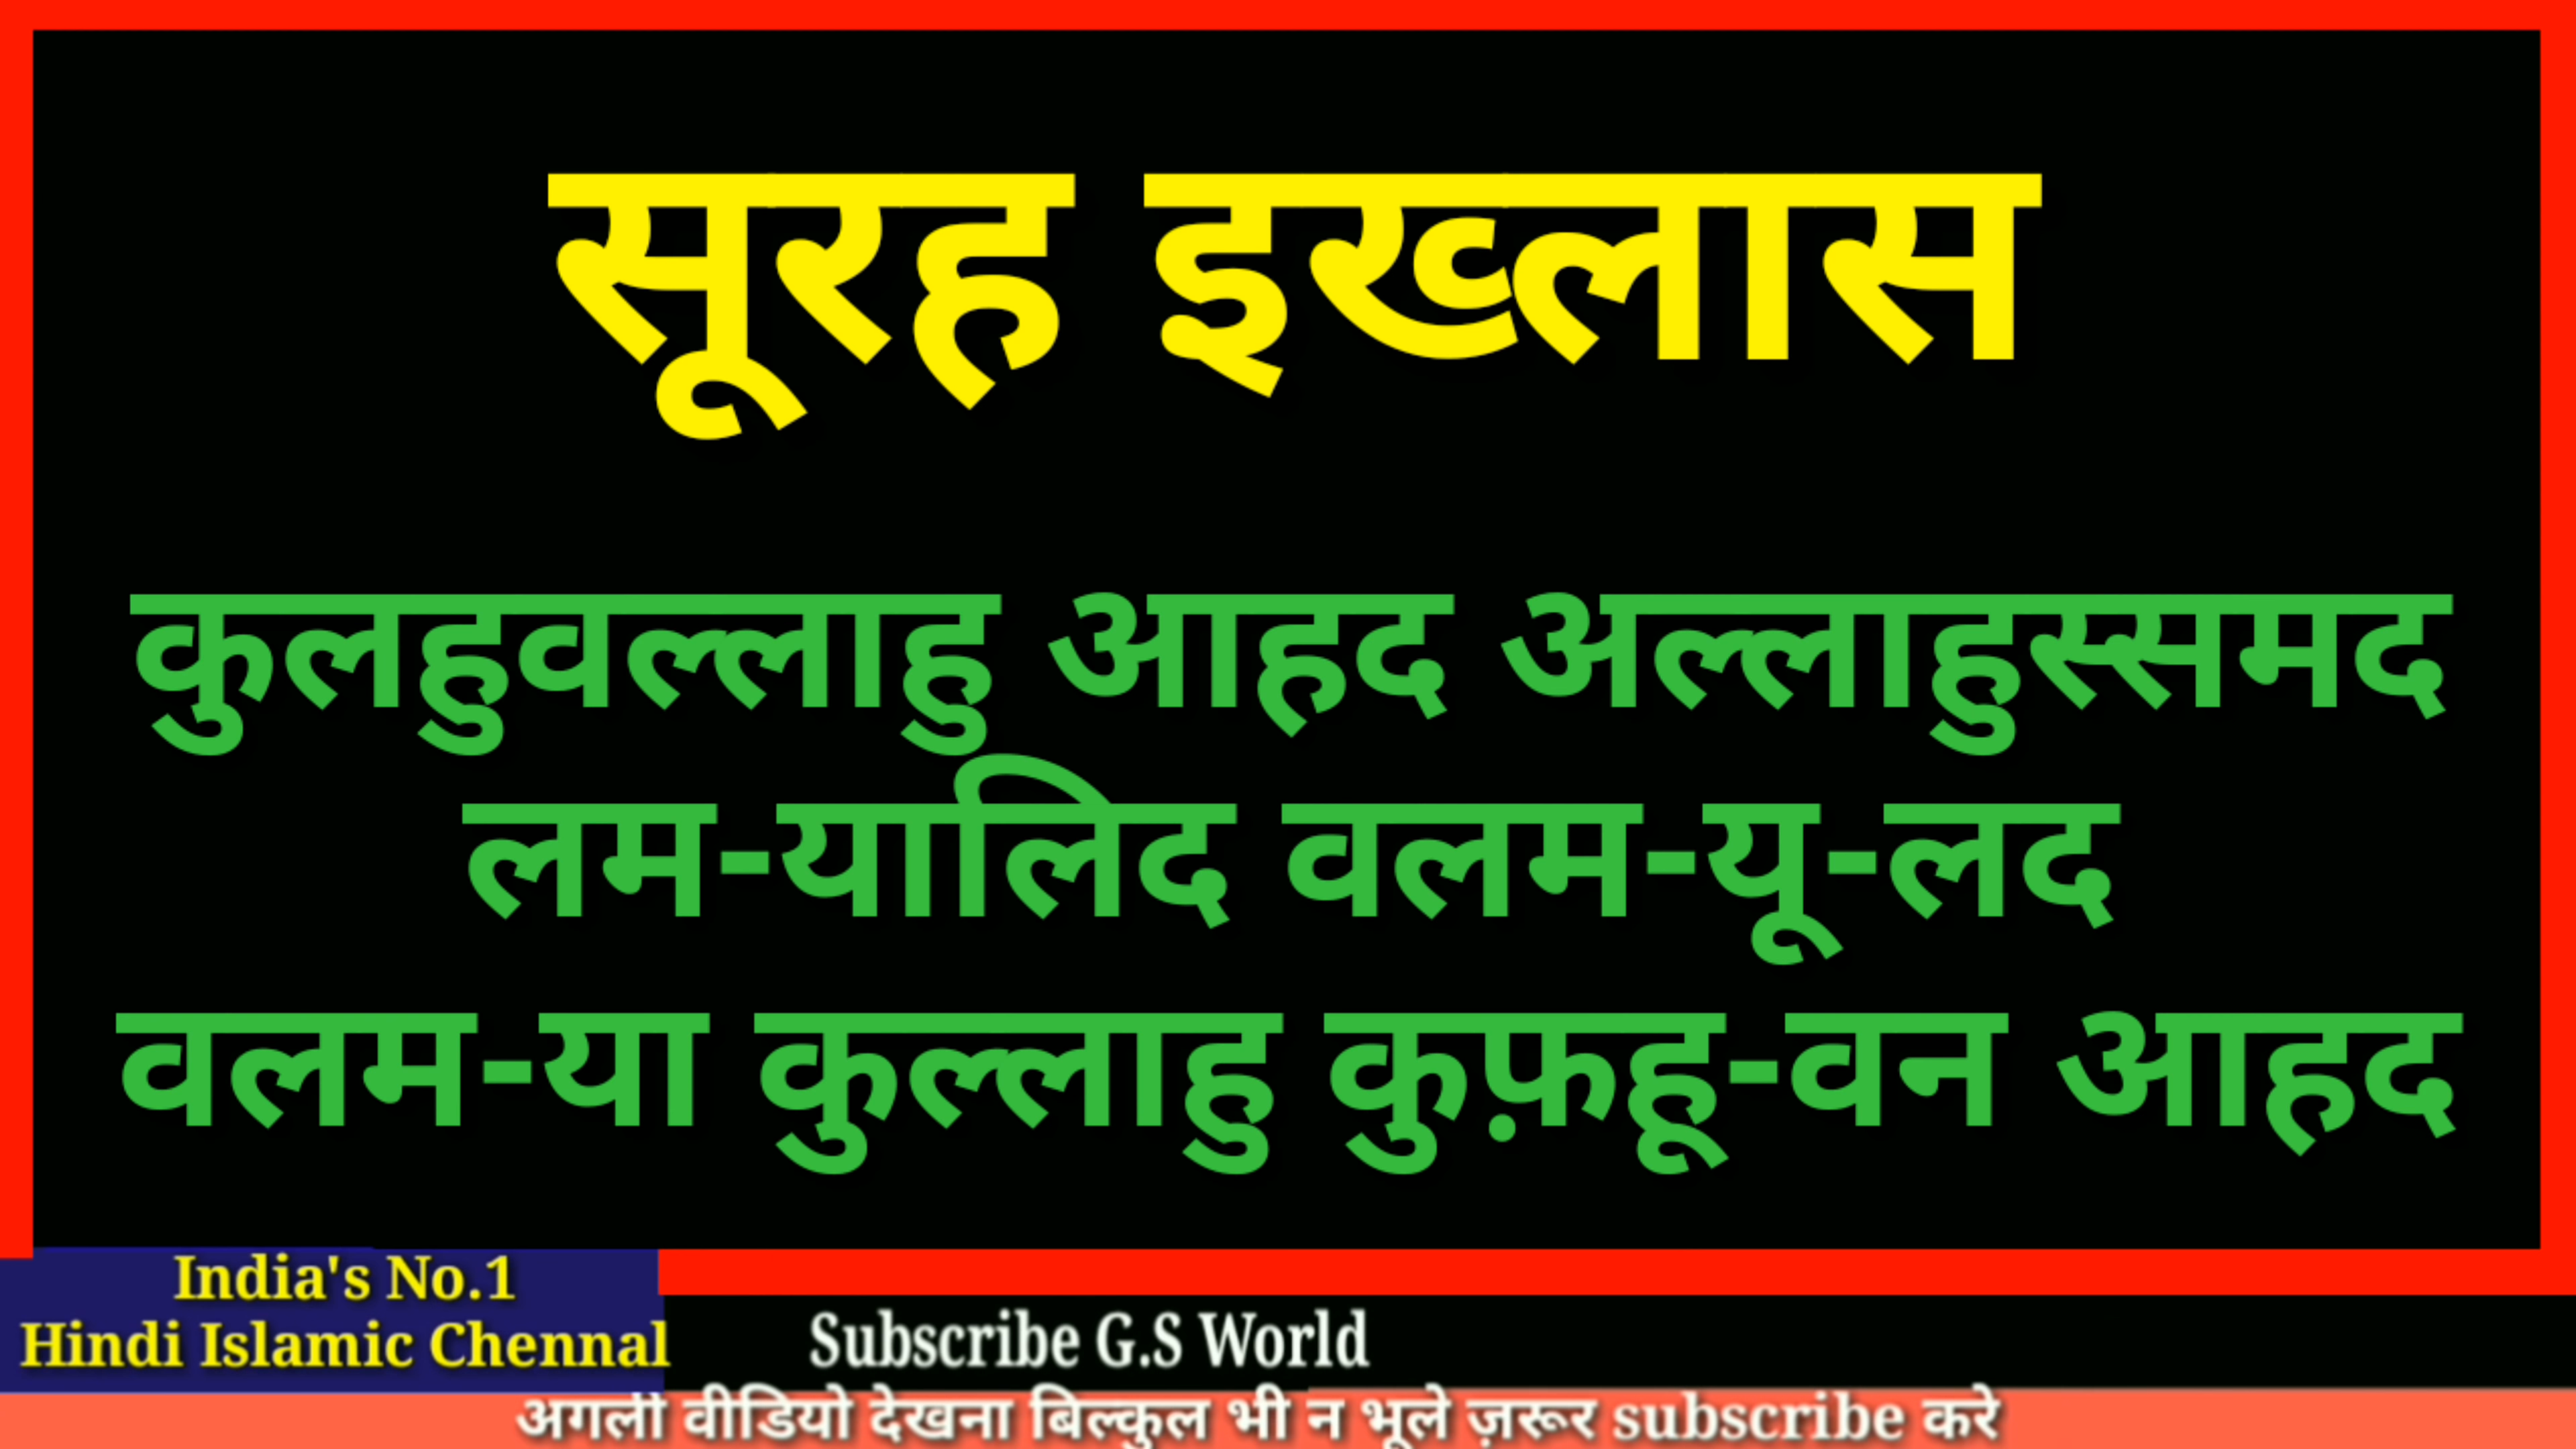 सूरह इख्लास
कुलहुवल्लाहु आहद अल्लाहुस्समद
लम-यालिद वलम-यू-लद
वलम-या कुल्लाहु कुफ़हू-वन आहद
India's No.1
Hindi Islamic Chennal
Subscribe G.S World
अगली वीडियो देखना बिल्कुल भी न भूले ज़रूर subscribe करे